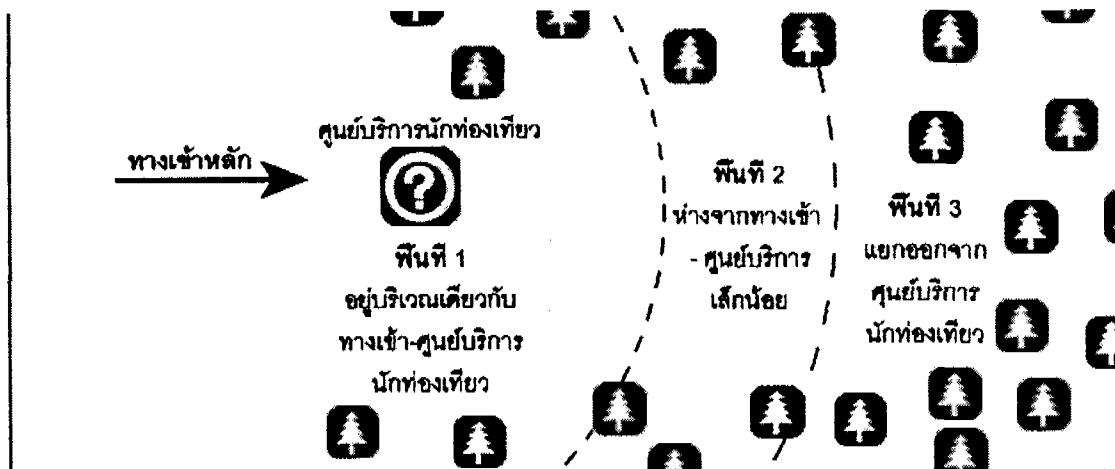 ศูนย์บริการนักท่องเที่ยว
ทางเข้าหลัก
?
พื้นที่ 1
อยู่บริเวณเดียวกับ
ทางเข้า-ศูนย์บริการ
นักท่องเที่ยว
พื้นที่ 2
ห่างจากทางเข้า
- ศูนย์บริการ
เล็กน้อย
พื้นที่ 3
แยกออกจาก
ศูนย์บริการ
นักท่องเที่ยว